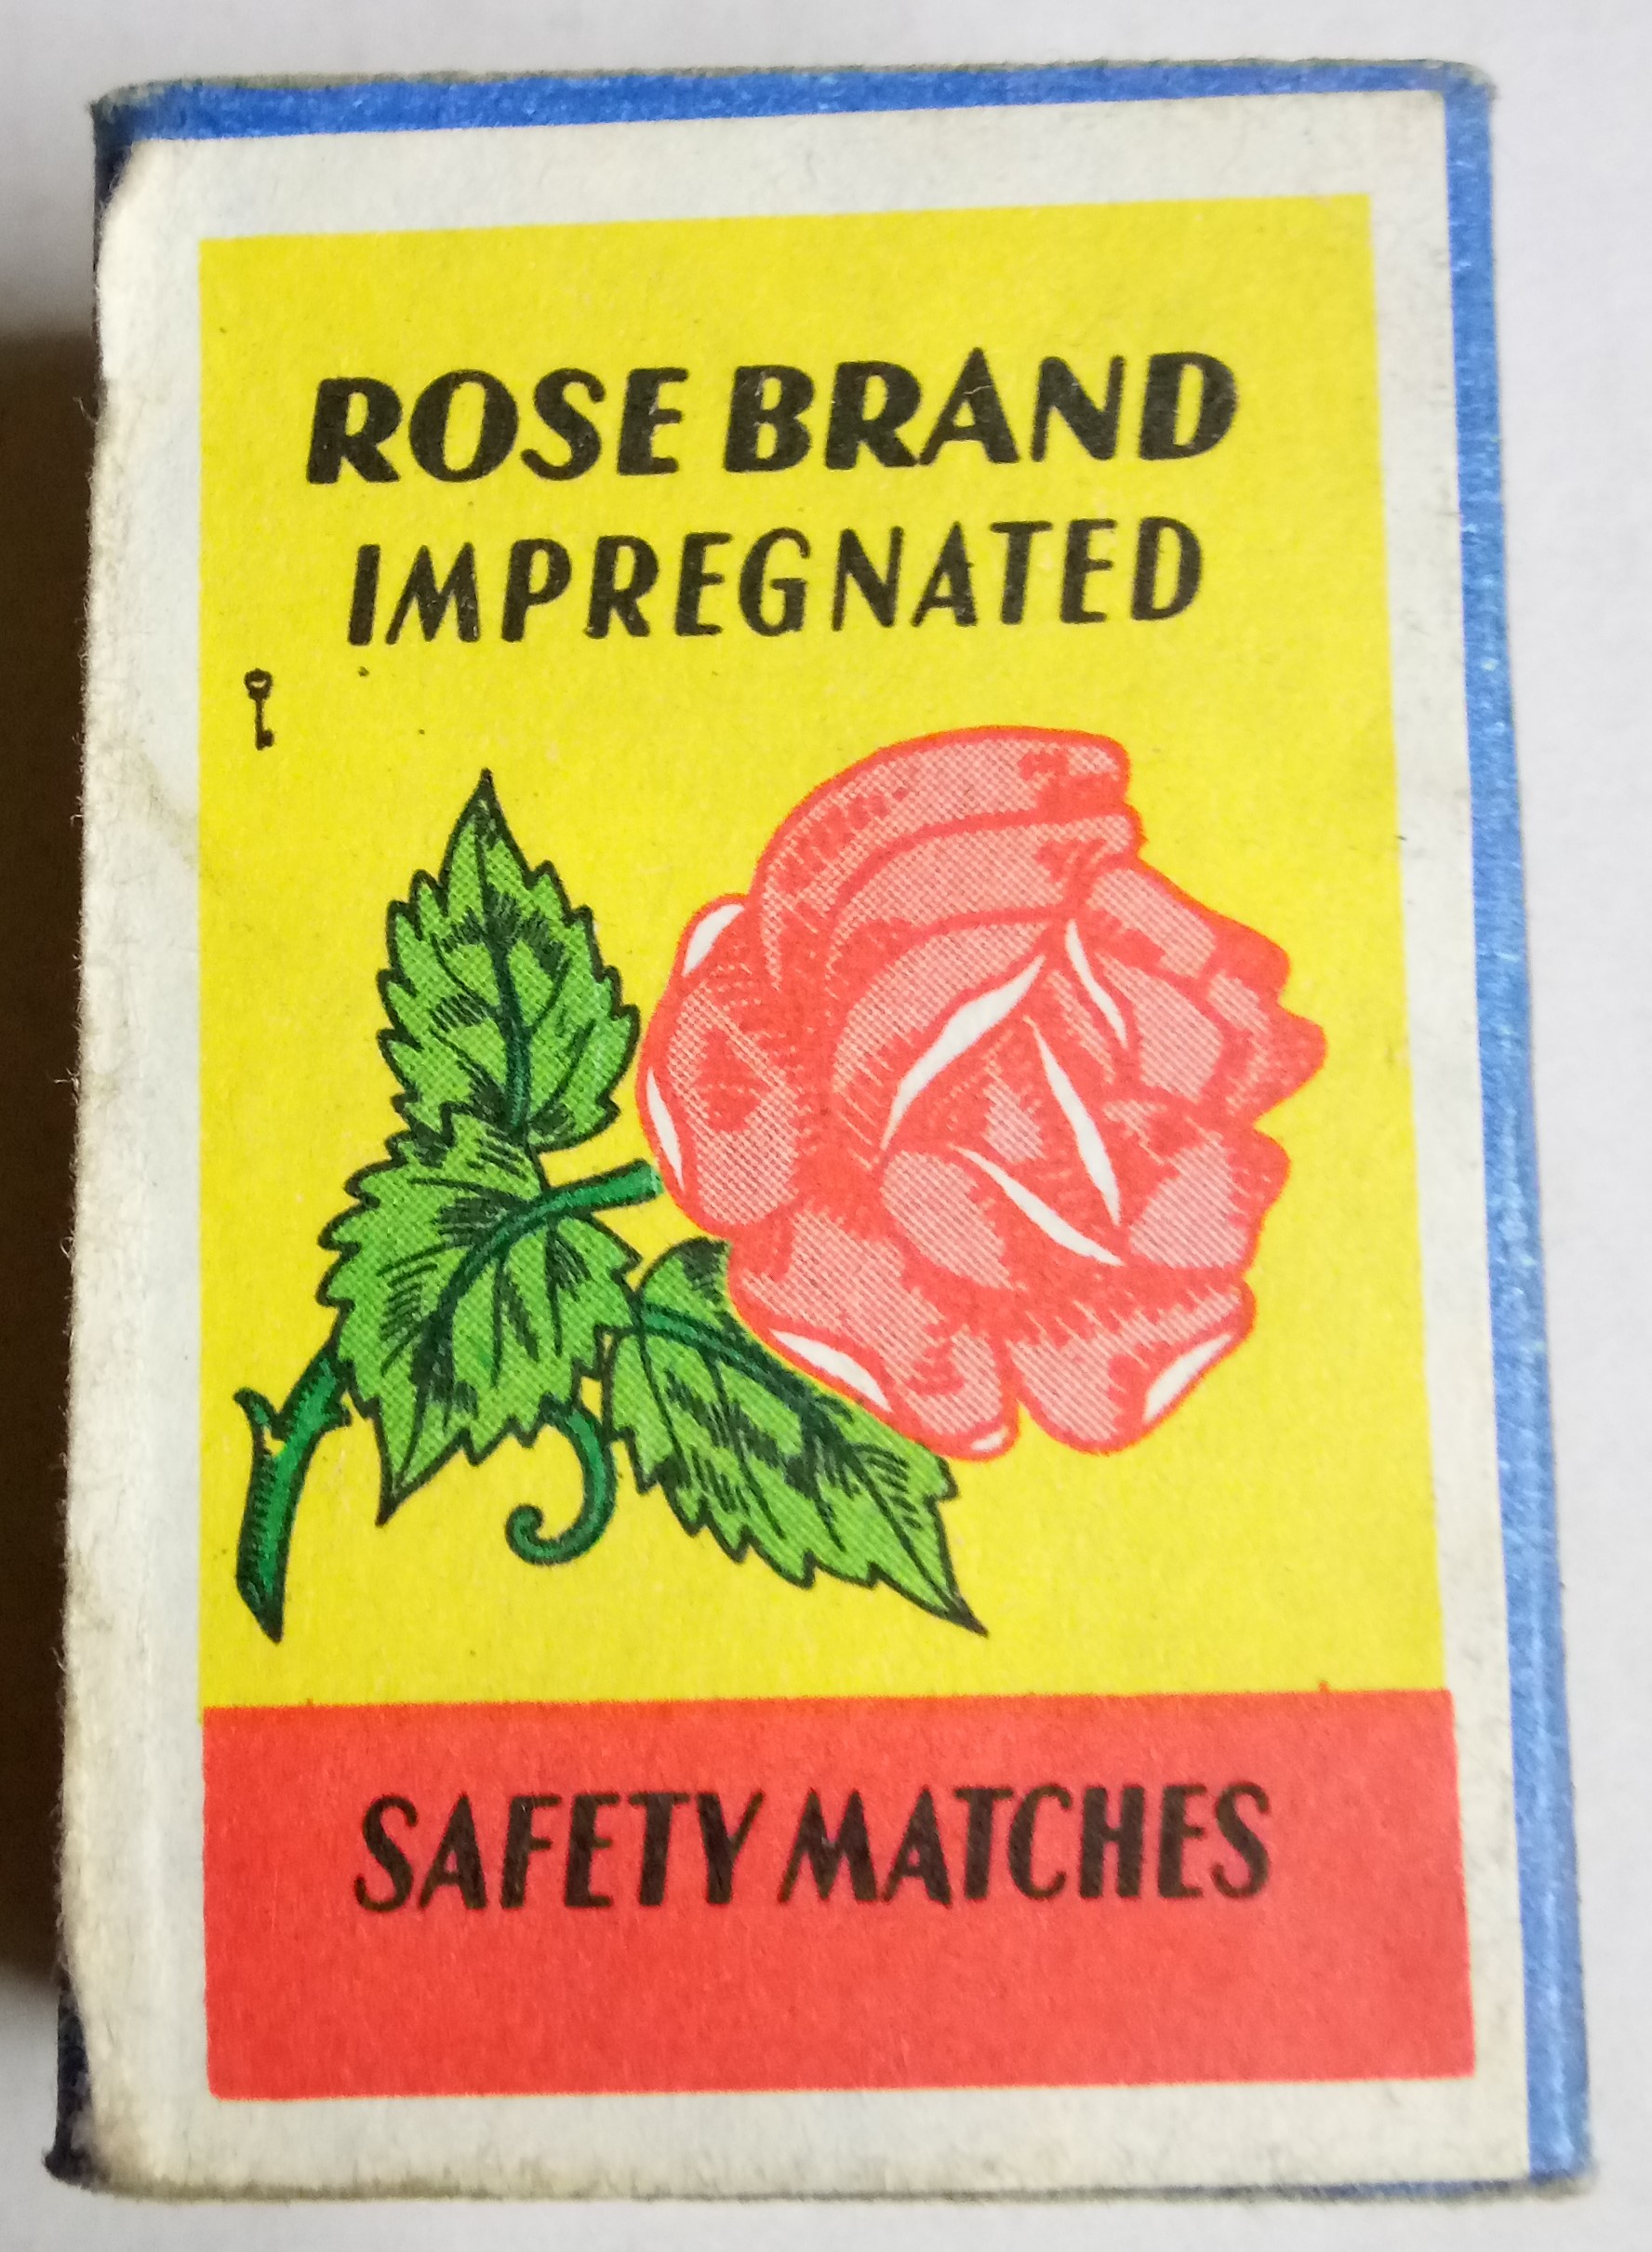 ROSE BRAND
IMPREGNATED
SAFETY MATCHES